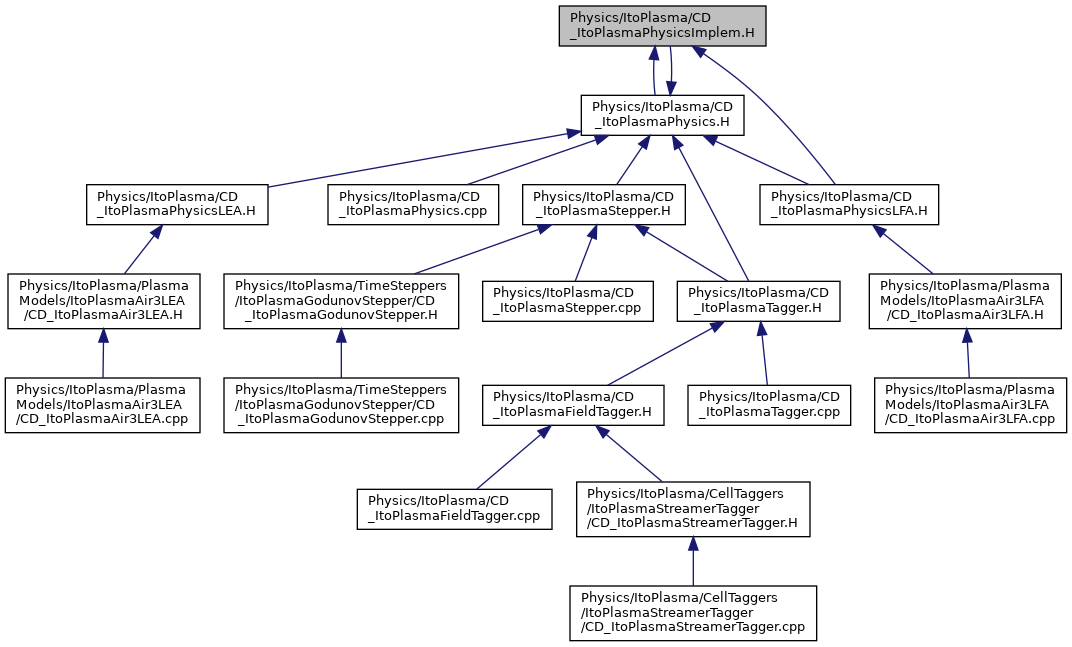 Physics/ItoPlasma/CD
_ItoPlasmaPhysicsImplem.H
Physics/ItoPlasma/CD
_ItoPlasmaPhysics.H
Physics/ItoPlasma/CD
_ItoPlasmaPhysicsLEA.H
Physics/ItoPlasma/CD
_ItoPlasmaPhysics.cpp
Physics/ItoPlasma/CD
_ItoPlasmaStepper.H
Physics/ItoPlasma/CD
_ItoPlasmaPhysicsLFA.H
Physics/ItoPlasma/Plasma
Models/ItoPlasmaAir3LEA
/CD_ItoPlasmaAir3LEA.H
Physics/ItoPlasma/TimeSteppers
/ItoPlasmaGodunovStepper/CD
_ItoPlasmaGodunovStepper.H
Physics/ItoPlasma/CD
_ItoPlasmaStepper.cpp
Physics/ItoPlasma/CD
_ItoPlasmaTagger.H
Physics/ItoPlasma/Plasma
Models/ItoPlasmaAir3LFA
/CD_ItoPlasmaAir3LFA.H
Physics/ItoPlasma/Plasma
Models/ItoPlasmaAir3LEA
/CD_ItoPlasmaAir3LEA.cpp
Physics/ItoPlasma/TimeSteppers
/ItoPlasmaGodunovStepper/CD
_ItoPlasmaGodunovStepper.cpp
Physics/ItoPlasma/CD
_ItoPlasmaFieldTagger.H
Physics/ItoPlasma/CD
_ItoPlasmaTagger.cpp
Physics/ItoPlasma/Plasma
Models/ItoPlasmaAir3LFA
/CD_ItoPlasmaAir3LFA.cpp
Physics/ItoPlasma/CD
_ItoPlasmaFieldTagger.cpp
Physics/ItoPlasma/CellTaggers
/ItoPlasmaStreamerTagger
/CD_ItoPlasmaStreamerTagger.H
Physics/ItoPlasma/CellTaggers
/ItoPlasmaStreamerTagger
/CD_ItoPlasmaStreamerTagger.cpp